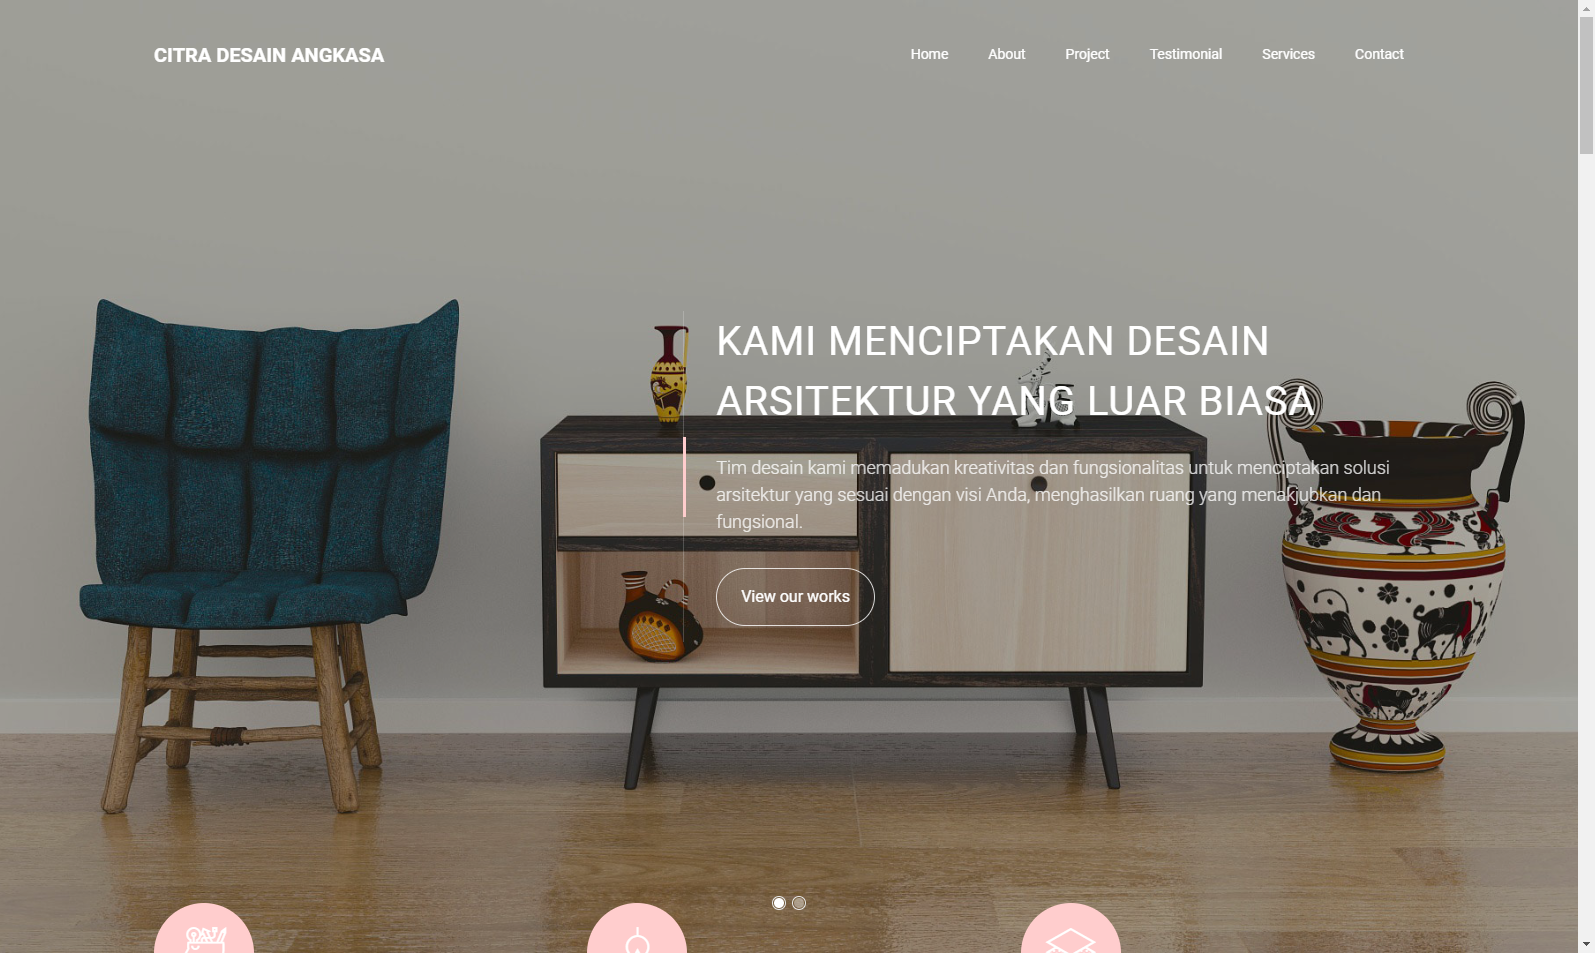 CITRA DESAIN ANGKASA
Home
About
Project
Testimonial
Services
Contact
KAMI MENCIPTAKAN DESAIN
ARSITEKTUR YANG LUAR BIASA
Tim desain kami memadukan kreativitas dan fungsionalitas untuk menciptakan solusi
arsitektur yang sesuai dengan visi Anda, menghasilkan ruang yang menakjubkan dan
fungsional.
View our works